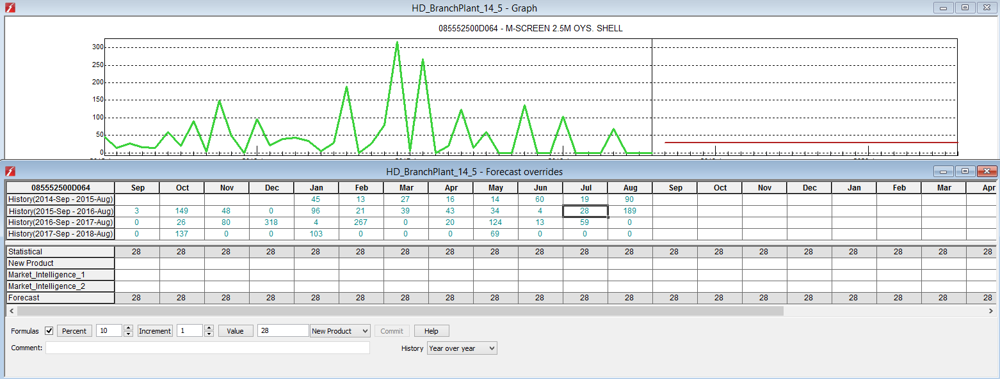 HD_BranchPlant_14_5 - Graph
085552500D064 - M-SCREEN 2.5M OYS. SHELL
300
250
200
150
100
50
0
HD_BranchPlant_14_5 - Forecast overrides
085552500D064 Sep Oct Nov Dec Jan Feb Mar Apr May Jun Jul Aug Sep Oct Nov Dec Jan Feb Mar Apr
History(2014-Sep - 2015-Aug) 45 13 27 16 14 60 19 90
History(2015-Sep - 2016-Aug) 3 149 48 0 96 21 39 43 34 4 28 189
History(2016-Sep - 2017-Aug) 0 26 80 318 4 267 0 20 124 13 59 0
History(2017-Sep - 2018-Aug) 0 137 0 0 103 0 0 0 69 0 0 0
Statistical 28 28 28 28 28 28 28 28 28 28 28 28 28 28 28 28 28 28 28 28
New Product
Market_Intelligence_1
Market_Intelligence_2
Forecast 28 28 28 28 28 28 28 28 28 28 28 28 28 28 28 28 28 28 28 28
Formulas Percent 10 Increment 1 Value 28 New Product Commit Help
Comment: History Year over year